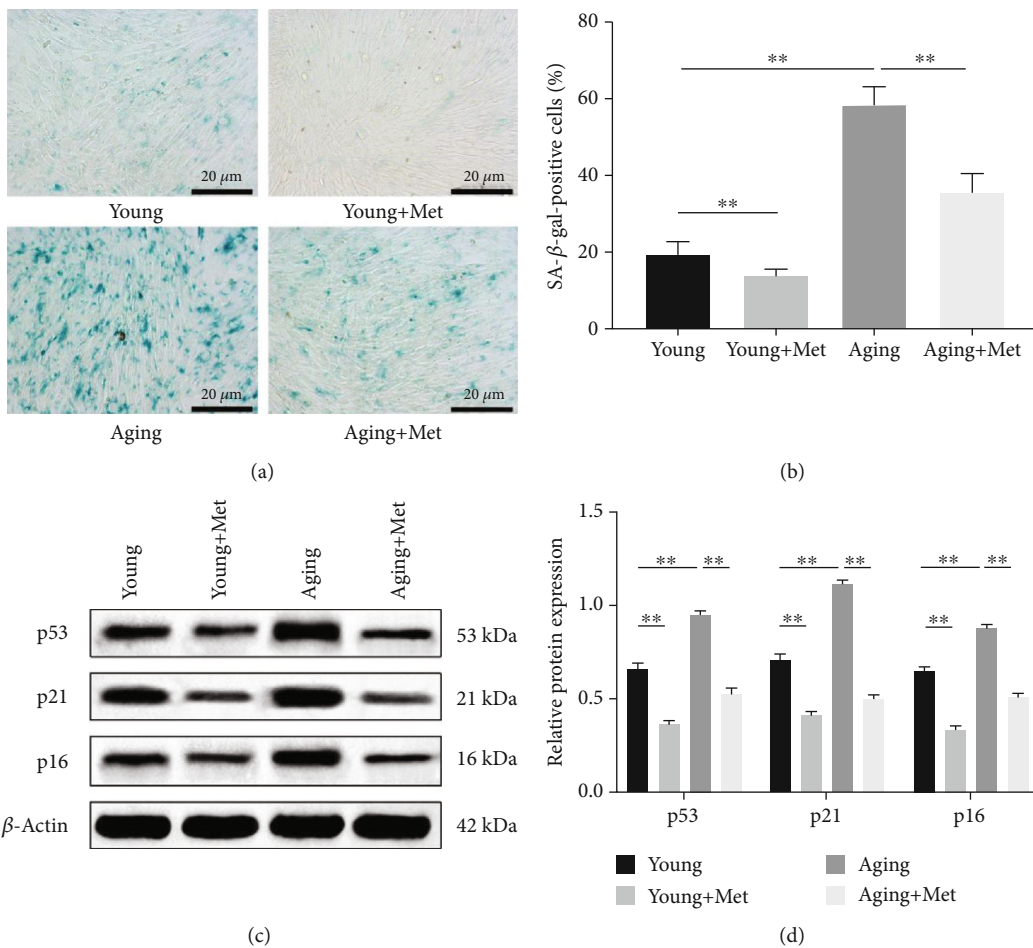 20 μm
20 μm
Young
Young+Met
20 μm
20 μm
Aging
Aging+Met
(a)
SA-β-gal-positive cells (%)
80
60
40
20
0
**
**
**
Young
Young+Met
Aging
Aging+Met
(b)
Young
Young+Met
Aging
Aging+Met
p53
53 kDa
p21
21 kDa
p16
16 kDa
β-Actin
42 kDa
(c)
Relative protein expression
1.5
1.0
0.5
0.0
**
**
**
**
**
**
**
**
**
p53
p21
p16
Young
Aging
Young+Met
Aging+Met
(d)